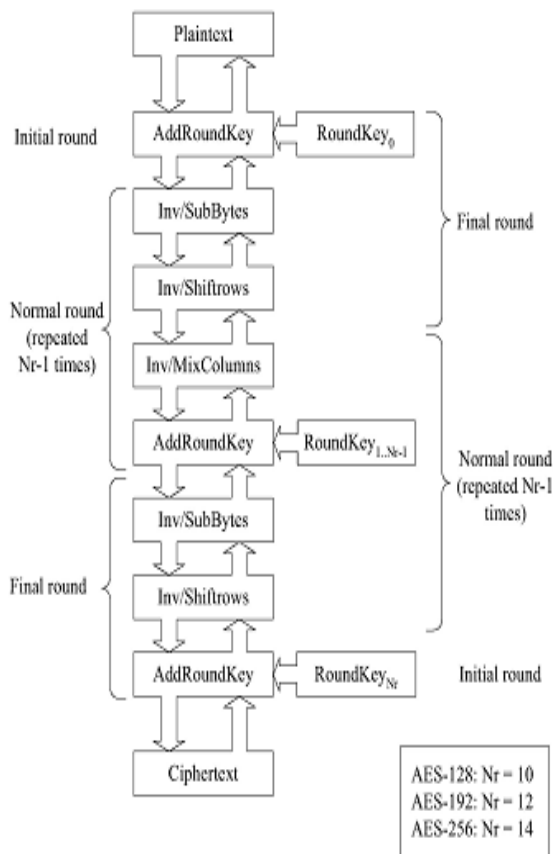 Plaintext
Initial round
AddRoundKey
RoundKey0
Inv/SubBytes
Final round
Inv/Shiftrows
Normal round
(repeated
Nr-1 times)
Inv/MixColumns
AddRoundKey
RoundKey1..Nr-1
Normal round
(repeated Nr-1
times)
Inv/SubBytes
Final round
Inv/Shiftrows
AddRoundKey
RoundKeyNr
Initial round
Ciphertext
AES-128: Nr = 10
AES-192: Nr = 12
AES-256: Nr = 14